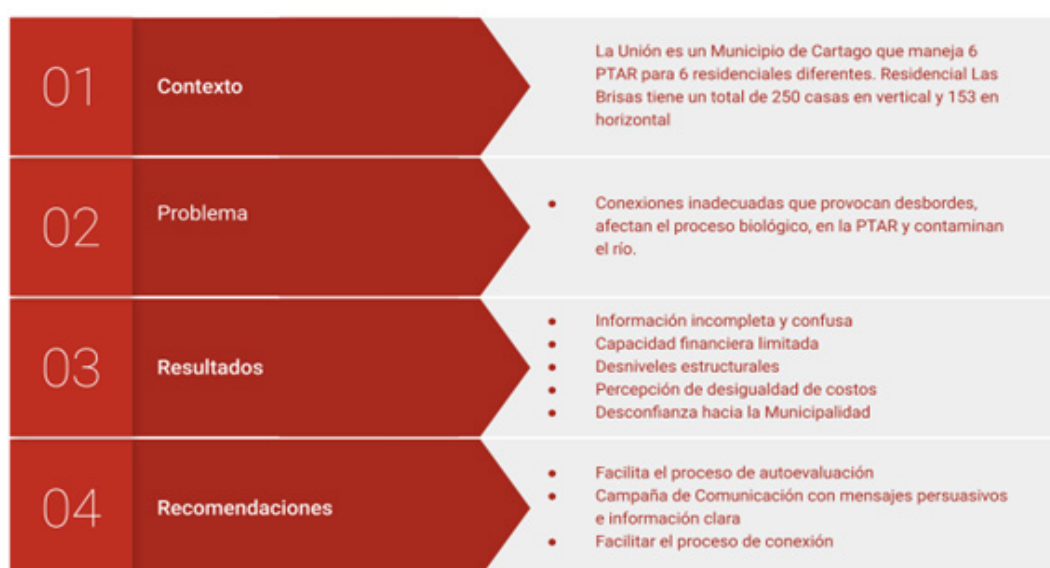 01
Contexto
La Unión es un Municipio de Cartago que maneja 6
PTAR para 6 residenciales diferentes. Residencial Las
Brisas tiene un total de 250 casas en vertical y 153 en
horizontal
02
Problema
● Conexiones inadecuadas que provocan desbordes,
afectan el proceso biológico, en la PTAR y contaminan
el río.
03
Resultados
● Información incompleta y confusa
● Capacidad financiera limitada
● Desniveles estructurales
● Percepción de desigualdad de costos
● Desconfianza hacia la Municipalidad
04
Recomendaciones
● Facilita el proceso de autoevaluación
● Campaña de Comunicación con mensajes persuasivos
e información clara
● Facilitar el proceso de conexión